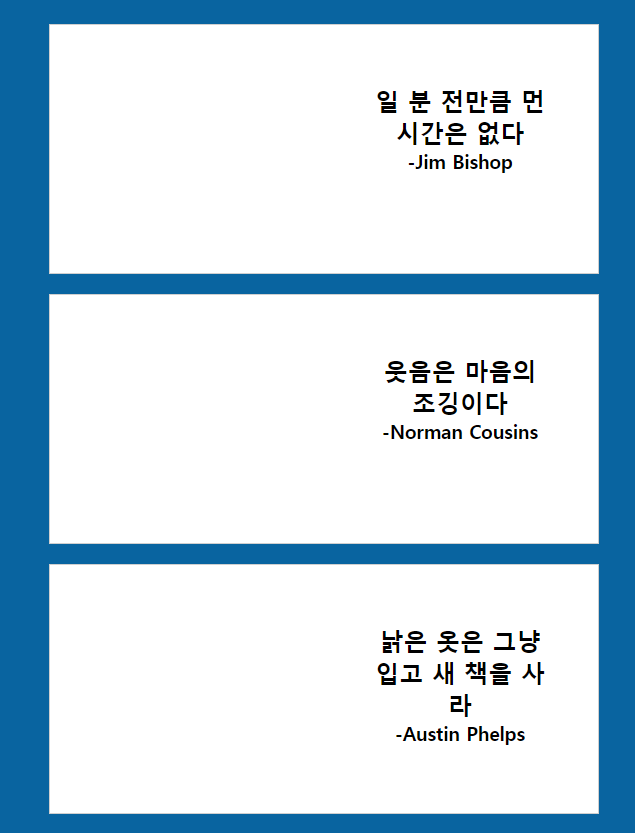 일 분 전만큼 먼
시간은 없다
-Jim Bishop
웃음은 마음의
조깅이다
-Norman Cousins
낡은 옷은 그냥
입고 새 책을 사
라
-Austin Phelps